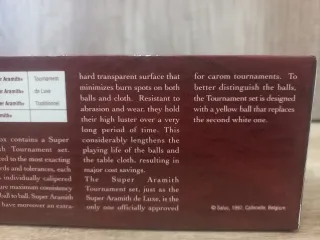 Super Aramith® Tournament
Super Aramith® de Luxe
Super Aramith® Traditional
Aramith®
box contains a Super
Tournament set.
to the most exacting
and tolerances, each
individually calipered
maximum consistency
ball to ball. Super Aramith
have moreover an extra-
hard transparent surface that
minimizes burn spots on both
balls and cloth. Resistant to
abrasion and wear, they hold
their high luster over a very
long period of time. This
considerably lengthens the
playing life of the balls and
the table cloth, resulting in
major cost savings.
The Super Aramith
Tournament set, just as the
Super Aramith de Luxe, is the
only one officially approved
for carom tournaments. To
better distinguish the balls,
the Tournament set is designed
with a yellow ball that replaces
the second white one.
© Saluc, Callenelle, Belgium